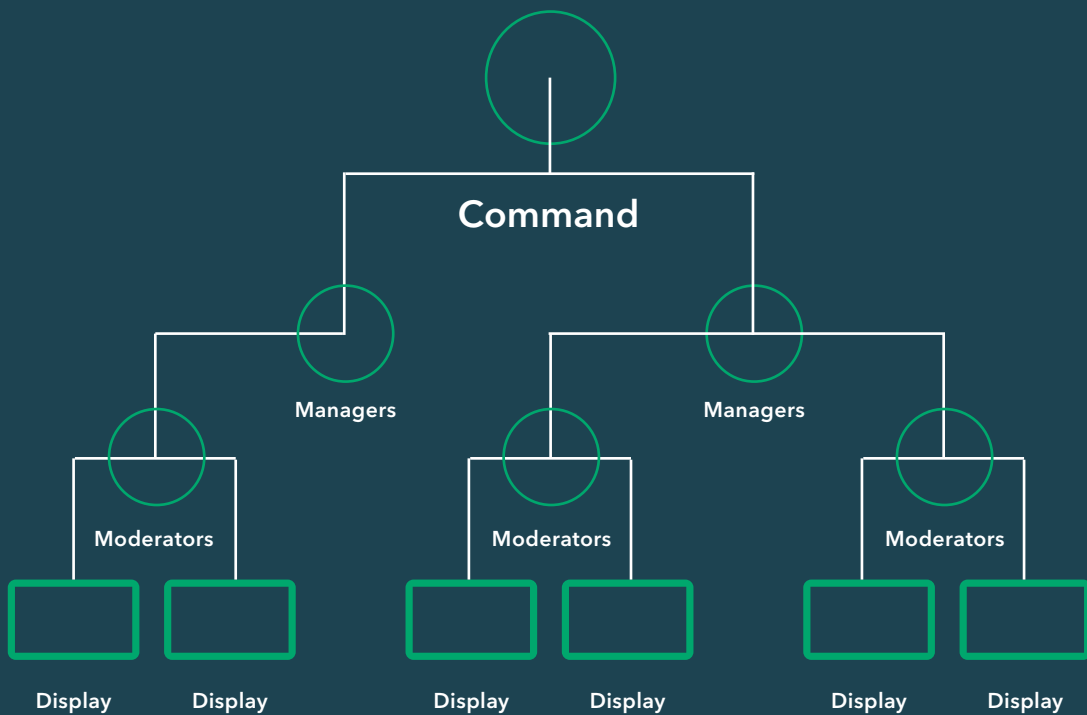 Command
Managers
Managers
Moderators
Moderators
Moderators
Display
Display
Display
Display
Display
Display